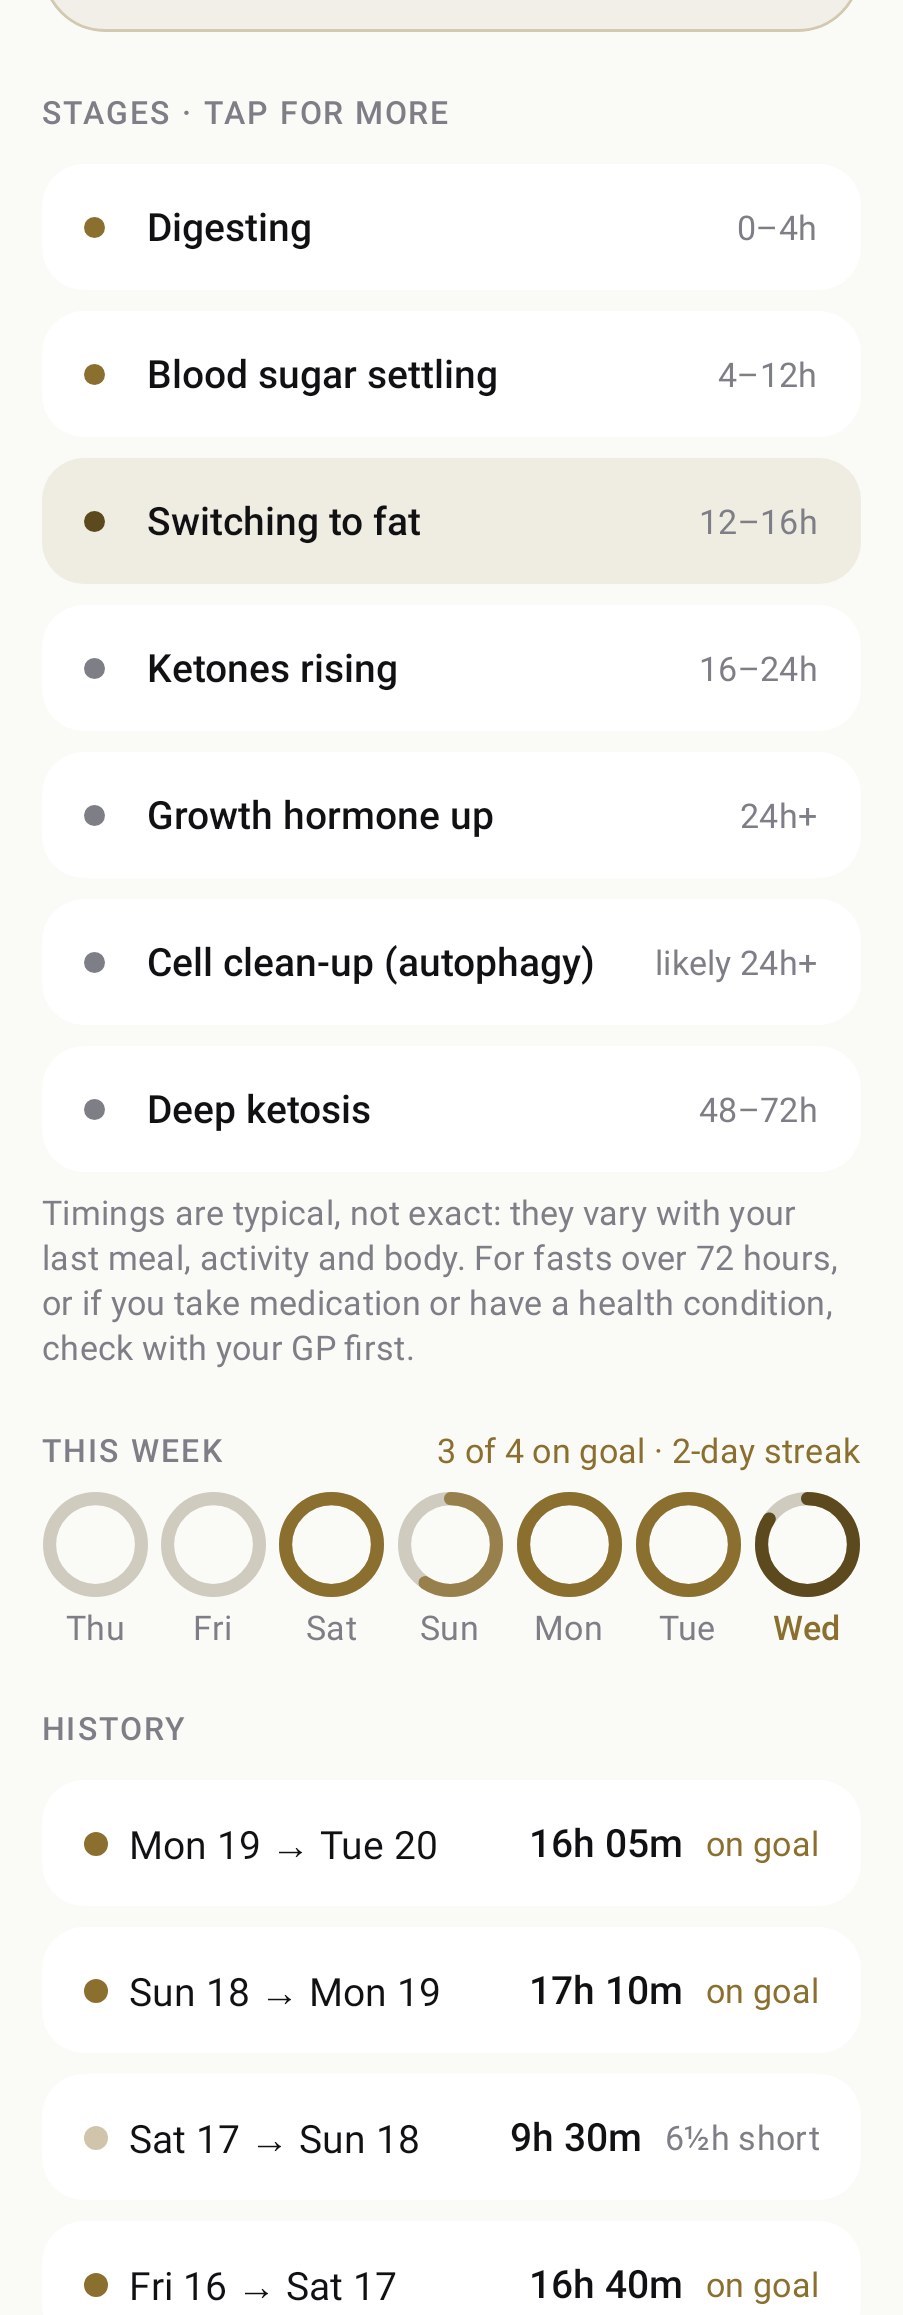 STAGES · TAP FOR MORE
Digesting 0–4h
Blood sugar settling 4–12h
Switching to fat 12–16h
Ketones rising 16–24h
Growth hormone up 24h+
Cell clean-up (autophagy) likely 24h+
Deep ketosis 48–72h
Timings are typical, not exact: they vary with your
last meal, activity and body. For fasts over 72 hours,
or if you take medication or have a health condition,
check with your GP first.
THIS WEEK 3 of 4 on goal · 2-day streak
Thu Fri Sat Sun Mon Tue Wed
HISTORY
Mon 19 → Tue 20 16h 05m on goal
Sun 18 → Mon 19 17h 10m on goal
Sat 17 → Sun 18 9h 30m 6½h short
Fri 16 → Sat 17 16h 40m on goal